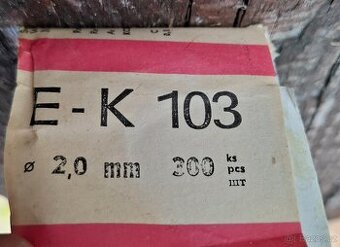 E-K 103
ø 2,0 mm 300 ks
pcs
шт